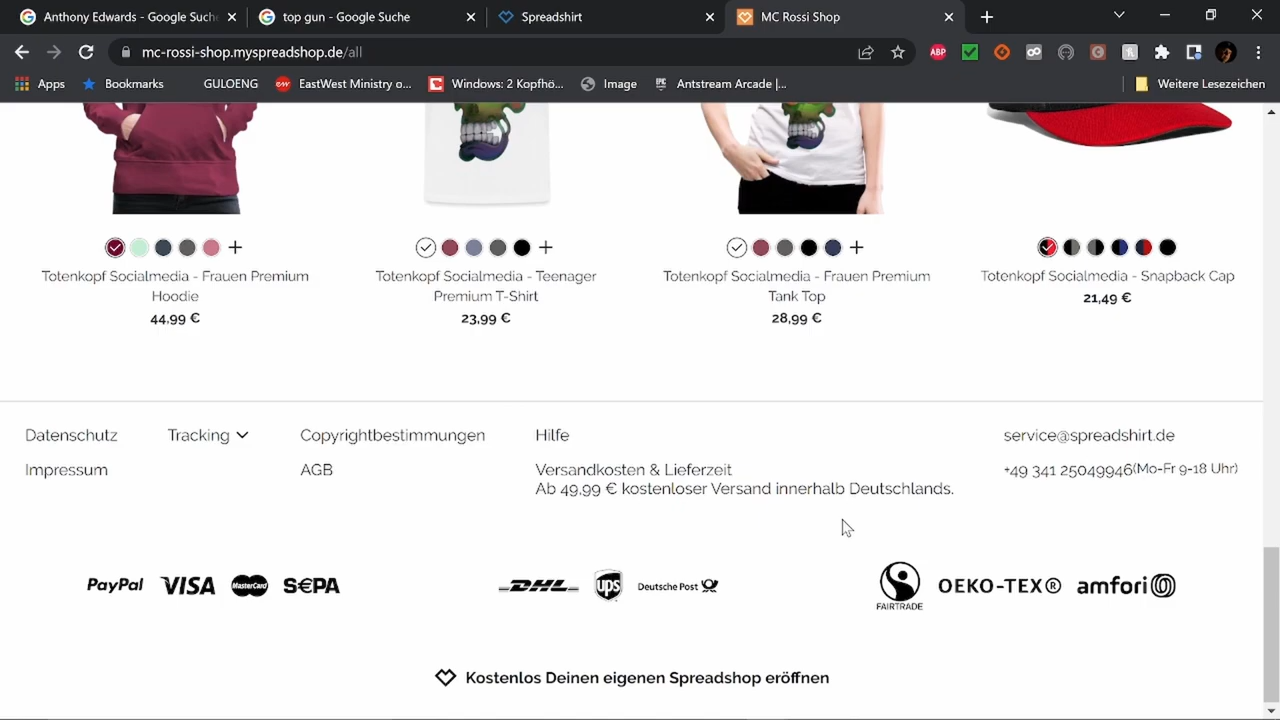 Anthony Edwards - Google Suche
top gun - Google Suche
Spreadshirt
MC Rossi Shop
mc-rossi-shop.myspreadshop.de/all
ABP
Apps
Bookmarks
GULOENG
EastWest Ministry o...
Windows: 2 Kopfhö...
Image
Antstream Arcade |...
Weitere Lesezeichen
Totenkopf Socialmedia - Frauen Premium
Hoodie
44,99 €
Totenkopf Socialmedia - Teenager
Premium T-Shirt
23,99 €
Totenkopf Socialmedia - Frauen Premium
Tank Top
28,99 €
Totenkopf Socialmedia - Snapback Cap
21,49 €
Datenschutz
Tracking
Copyrightbestimmungen
Hilfe
service@spreadshirt.de
Impressum
AGB
Versandkosten & Lieferzeit
+49 341 25049946(Mo-Fr 9-18 Uhr)
Ab 49,99 € kostenloser Versand innerhalb Deutschlands.
PayPal VISA MasterCard S€PA
DHL ups Deutsche Post
FAIRTRADE OEKO-TEX® amfori
Kostenlos Deinen eigenen Spreadshop eröffnen